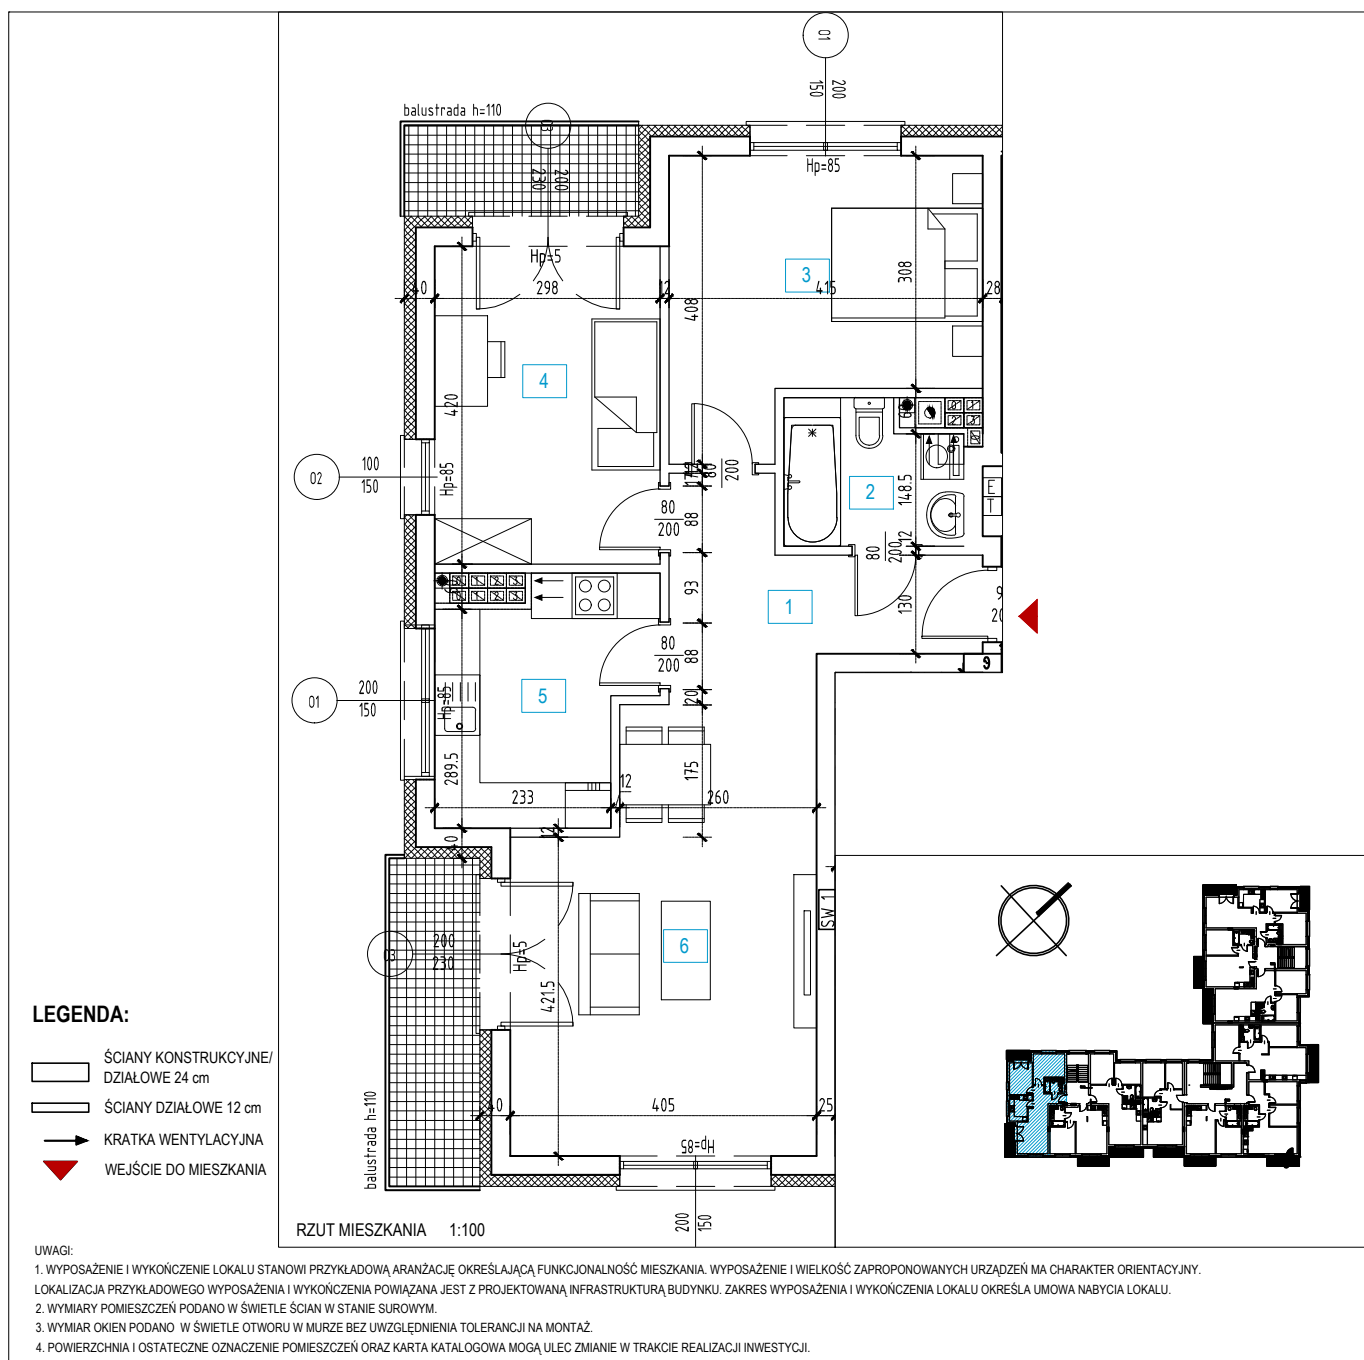 01
150
200
balustrada h=110
03
230
200
Hp=85
Hp=5
3
40
298
12
415
28
308
408
4
420
02
100
150
Hp=85
80
200
2
148.5
E
T
80
200
88
80
200
12
93
1
130
9
20
80
200
88
01
200
150
Hp=85
5
20
9
289.5
12
175
233
260
12
40
SW 1
03
200
230
Hp=5
6
421.5
LEGENDA:
ŚCIANY KONSTRUKCYJNE/
DZIAŁOWE 24 cm
ŚCIANY DZIAŁOWE 12 cm
KRATKA WENTYLACYJNA
WEJŚCIE DO MIESZKANIA
balustrada h=110
40
405
25
Hp=85
200
150
RZUT MIESZKANIA 1:100
UWAGI:
1. WYPOSAŻENIE I WYKOŃCZENIE LOKALU STANOWI PRZYKŁADOWĄ ARANŻACJĘ OKREŚLAJĄCĄ FUNKCJONALNOŚĆ MIESZKANIA. WYPOSAŻENIE I WIELKOŚĆ ZAPROPONOWANYCH URZĄDZEŃ MA CHARAKTER ORIENTACYJNY.
LOKALIZACJA PRZYKŁADOWEGO WYPOSAŻENIA I WYKOŃCZENIA POWIĄZANA JEST Z PROJEKTOWANĄ INFRASTRUKTURĄ BUDYNKU. ZAKRES WYPOSAŻENIA I WYKOŃCZENIA LOKALU OKREŚLA UMOWA NABYCIA LOKALU.
2. WYMIARY POMIESZCZEŃ PODANO W ŚWIETLE ŚCIAN W STANIE SUROWYM.
3. WYMIAR OKIEN PODANO W ŚWIETLE OTWORU W MURZE BEZ UWZGLĘDNIENIA TOLERANCJI NA MONTAŻ.
4. POWIERZCHNIA I OSTATECZNE OZNACZENIE POMIESZCZEŃ ORAZ KARTA KATALOGOWA MOGĄ ULEC ZMIANIE W TRAKCIE REALIZACJI INWESTYCJI.